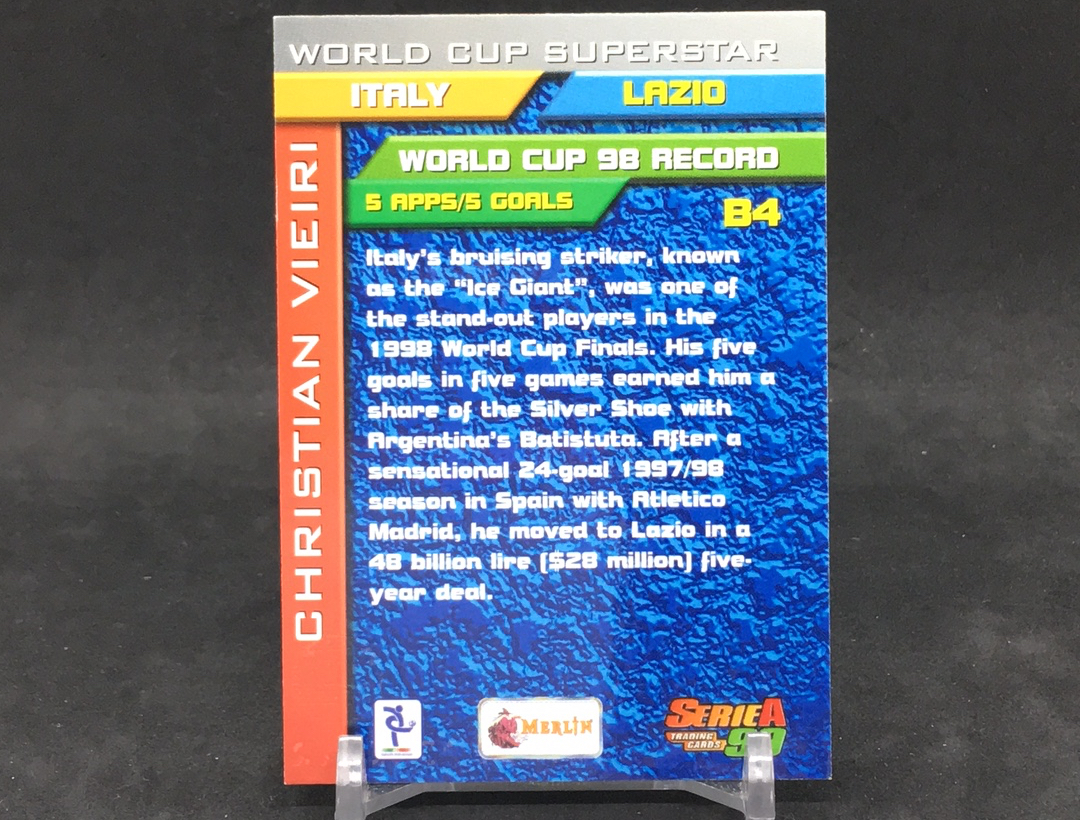 WORLD CUP SUPERSTAR
ITALY
LAZIO
CHRISTIAN VIEIRI
WORLD CUP 98 RECORD
5 APPS/5 GOALS
B4
Italy's bruising striker, known
as the "Ice Giant", was one of
the stand-out players in the
1998 World Cup Finals. His five
goals in five games earned him a
share of the Silver Shoe with
Argentina's Batistuta. After a
sensational 24-goal 1997/98
season in Spain with Atletico
Madrid, he moved to Lazio in a
48 billion lire ($28 million) five-
year deal.
MERLIN
SERIE A
TRADING
CARDS
99